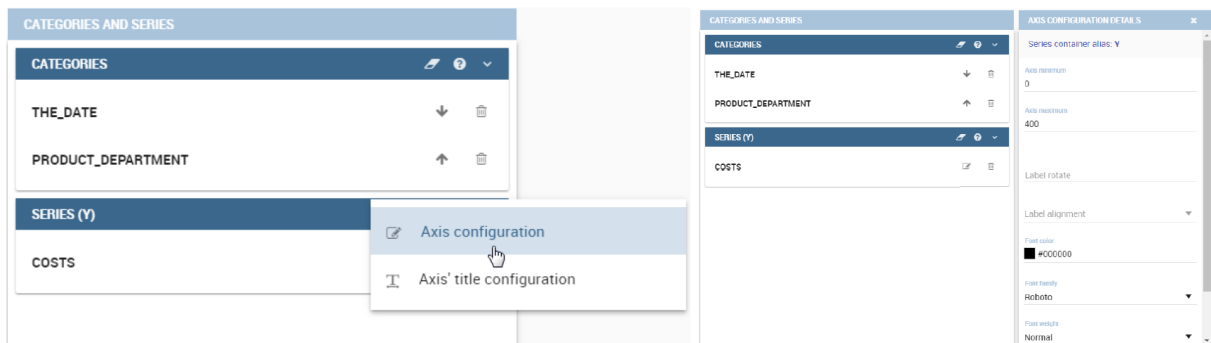 CATEGORIES AND SERIES
CATEGORIES
THE_DATE
PRODUCT_DEPARTMENT
SERIES (Y)
COSTS
Axis configuration
Axis' title configuration
CATEGORIES AND SERIES
CATEGORIES
THE_DATE
PRODUCT_DEPARTMENT
SERIES (Y)
COSTS
AXIS CONFIGURATION DETAILS
Series container alias: Y
Axis minimum
0
Axis maximum
400
Label rotate
Label alignment
Font color
#000000
Font family
Roboto
Font weight
Normal